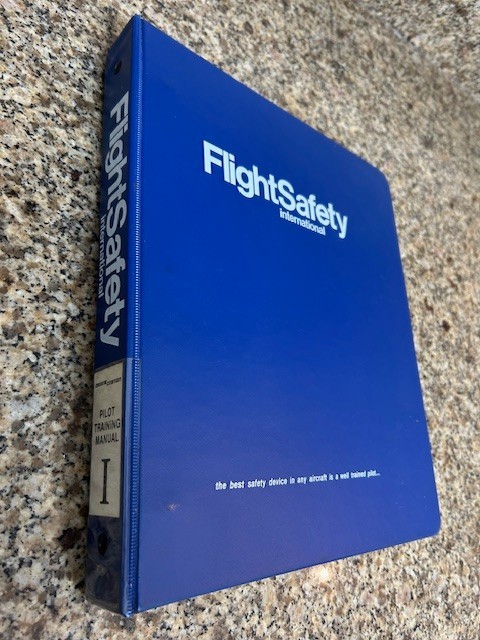 FlightSafety
international
the best safety device in any aircraft is a well trained pilot...
FlightSafety
international
PILOT
TRAINING
MANUAL
I